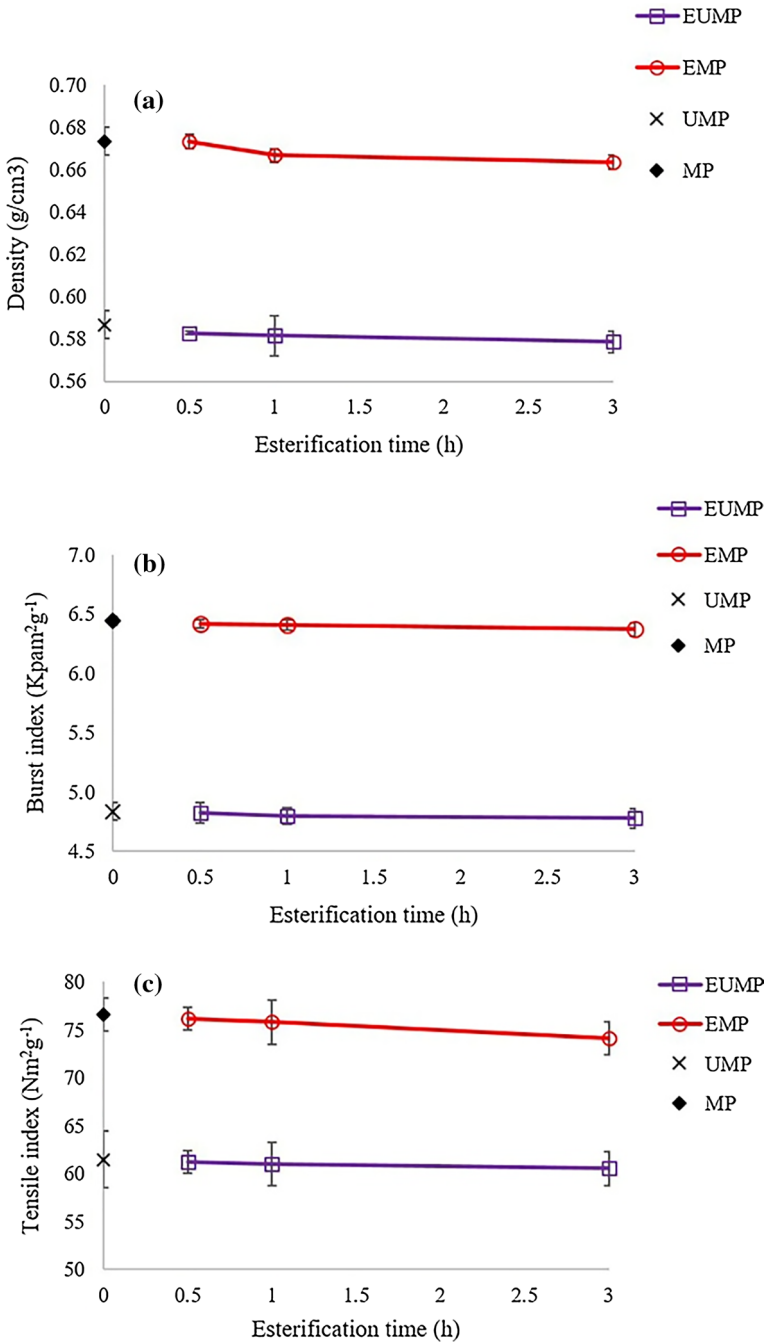 EUMP
EMP
UMP
MP
(a)
0.70
0.68
0.66
0.64
0.62
0.60
0.58
0.56
Density (g/cm3)
0 0.5 1 1.5 2 2.5 3
Esterification time (h)
EUMP
EMP
UMP
MP
(b)
7.0
6.5
6.0
5.5
5.0
4.5
Burst index (Kpam²g⁻¹)
0 0.5 1 1.5 2 2.5 3
Esterification time (h)
EUMP
EMP
UMP
MP
(c)
80
75
70
65
60
55
50
Tensile index (Nm²g⁻¹)
0 0.5 1 1.5 2 2.5 3
Esterification time (h)